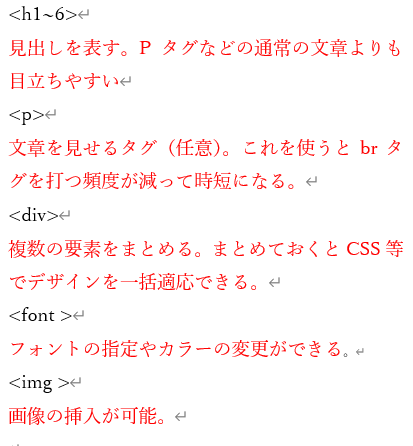 <h1~6>↵
見出しを表す。P タグなどの通常の文章よりも
目立ちやすい↵
<p>↵
文章を見せるタグ（任意）。これを使うと br タ
グを打つ頻度が減って時短になる。↵
<div>↵
複数の要素をまとめる。まとめておくと CSS 等
でデザインを一括適応できる。↵
<font >↵
フォントの指定やカラーの変更ができる。↵
<img >↵
画像の挿入が可能。↵